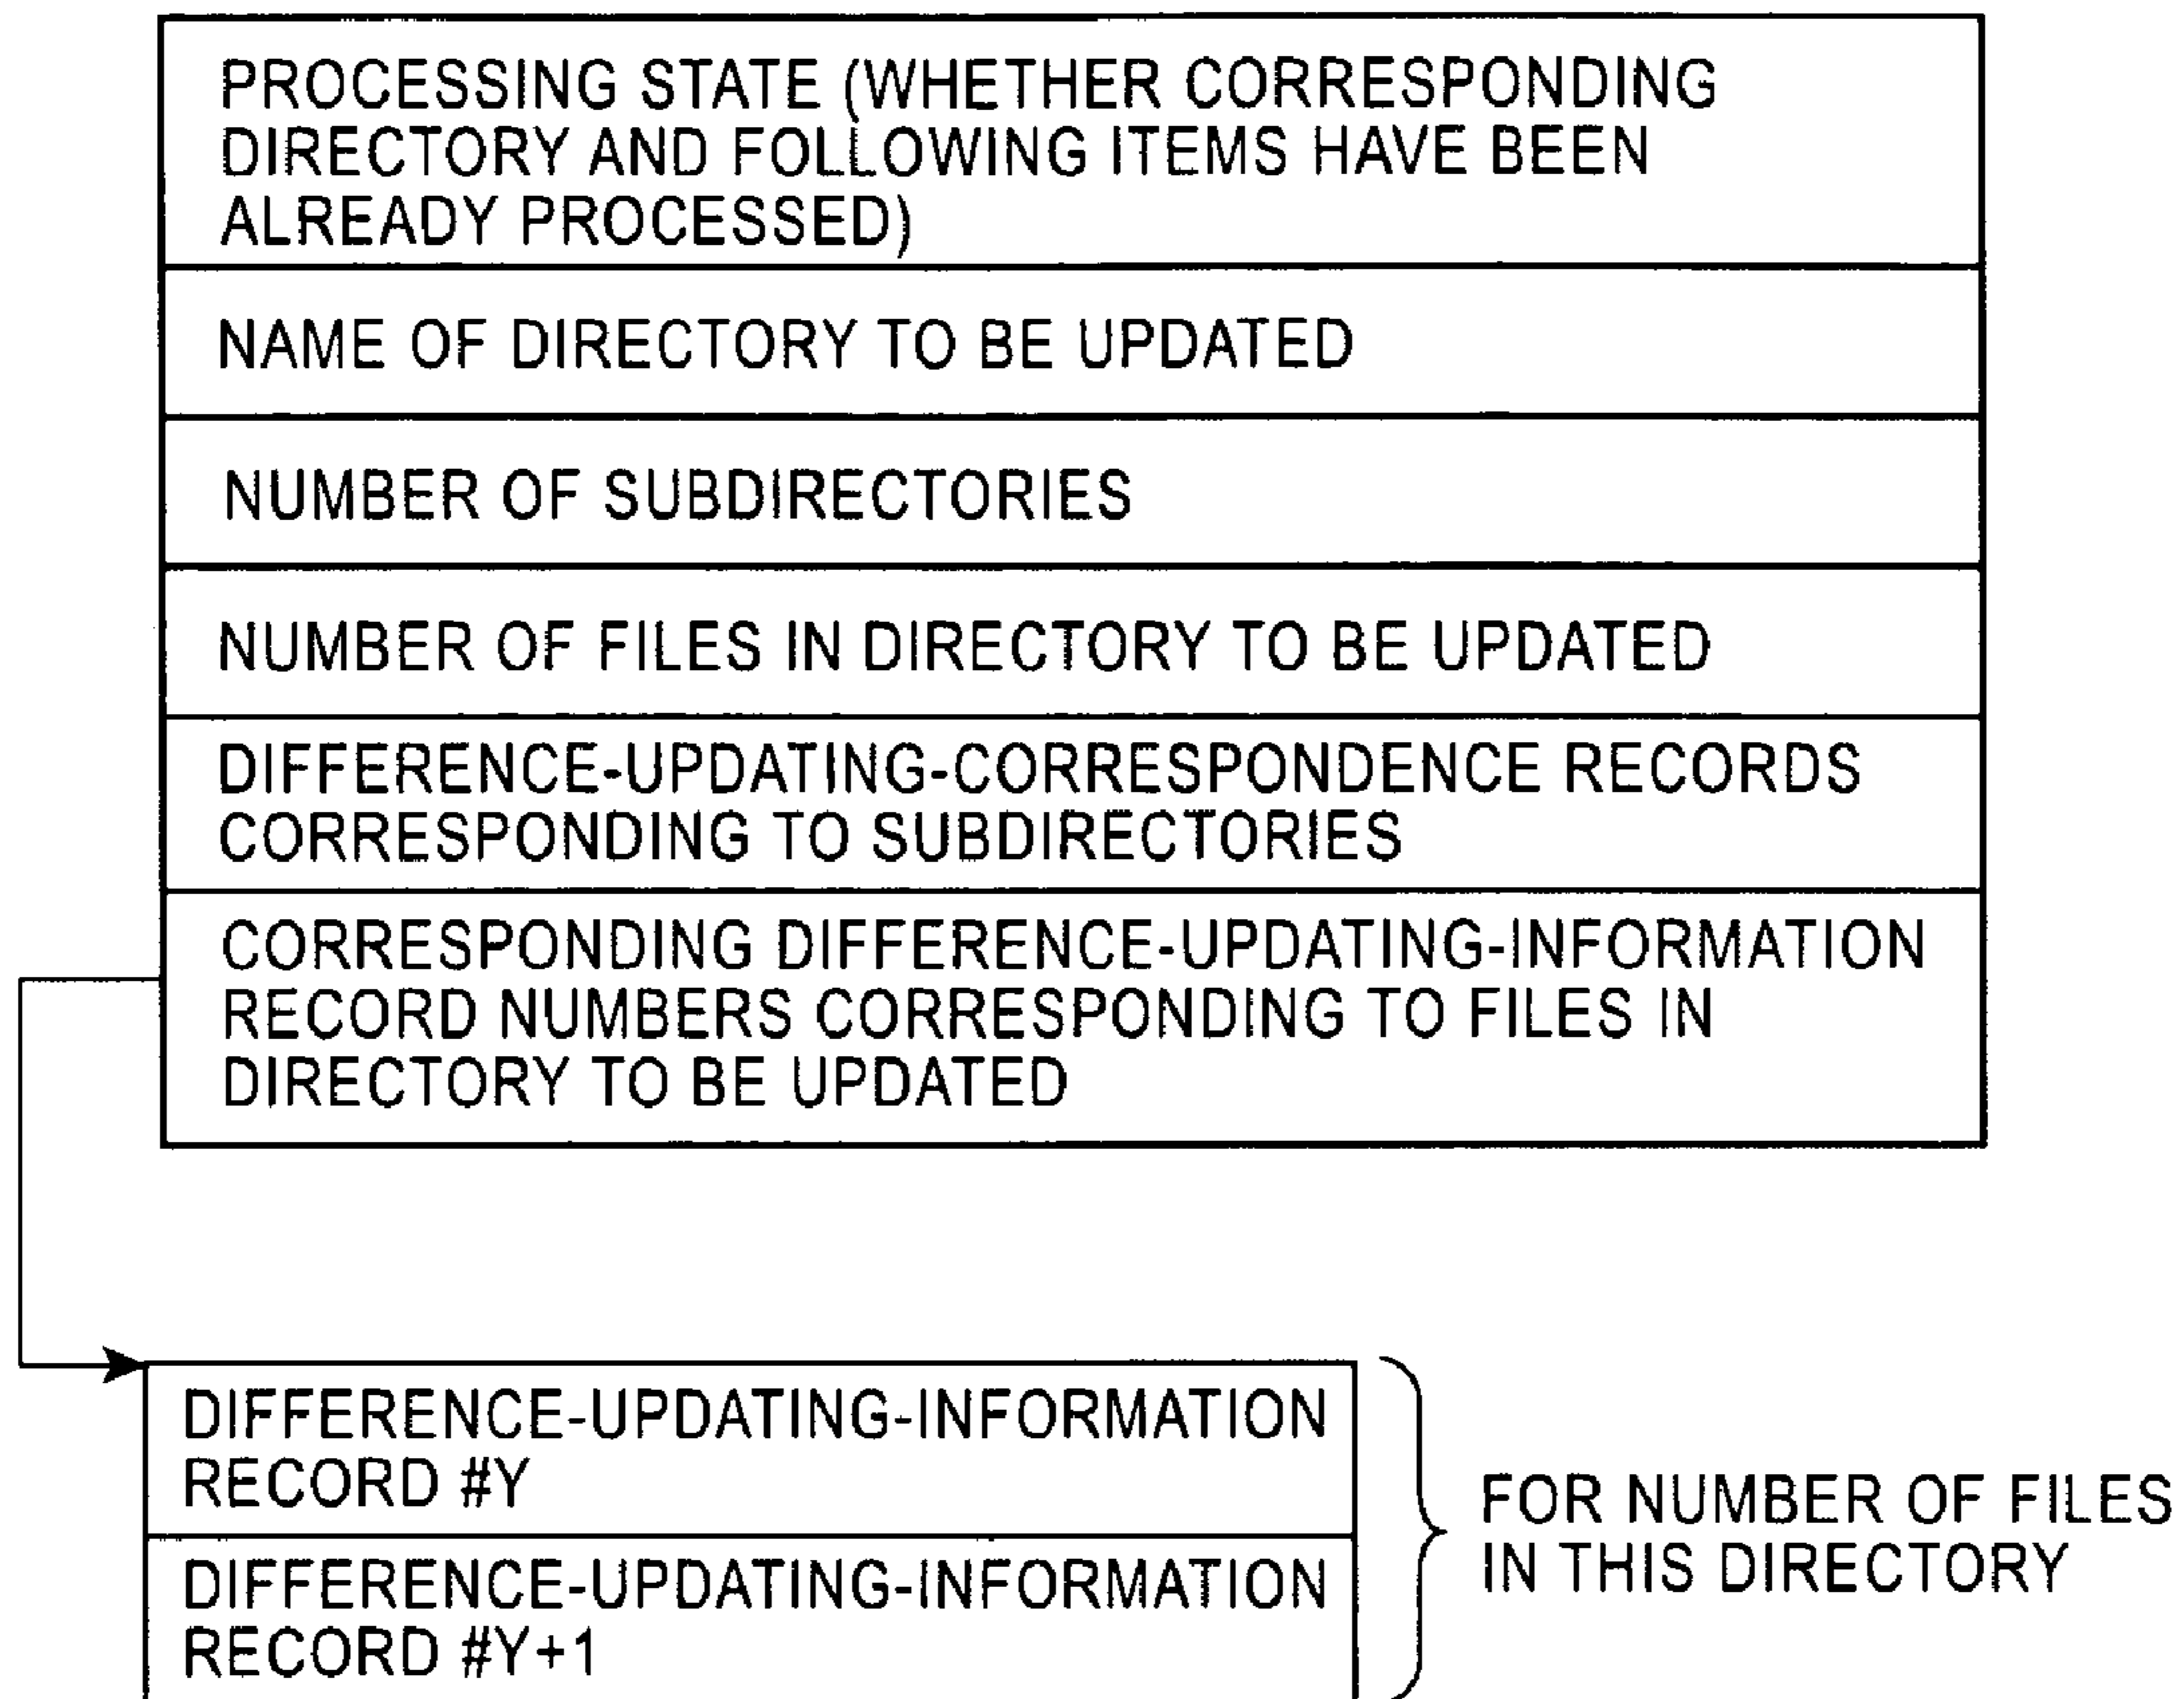 PROCESSING STATE (WHETHER CORRESPONDING
DIRECTORY AND FOLLOWING ITEMS HAVE BEEN
ALREADY PROCESSED)
NAME OF DIRECTORY TO BE UPDATED
NUMBER OF SUBDIRECTORIES
NUMBER OF FILES IN DIRECTORY TO BE UPDATED
DIFFERENCE-UPDATING-CORRESPONDENCE RECORDS
CORRESPONDING TO SUBDIRECTORIES
CORRESPONDING DIFFERENCE-UPDATING-INFORMATION
RECORD NUMBERS CORRESPONDING TO FILES IN
DIRECTORY TO BE UPDATED
DIFFERENCE-UPDATING-INFORMATION
RECORD #Y
DIFFERENCE-UPDATING-INFORMATION
RECORD #Y+1
FOR NUMBER OF FILES
IN THIS DIRECTORY